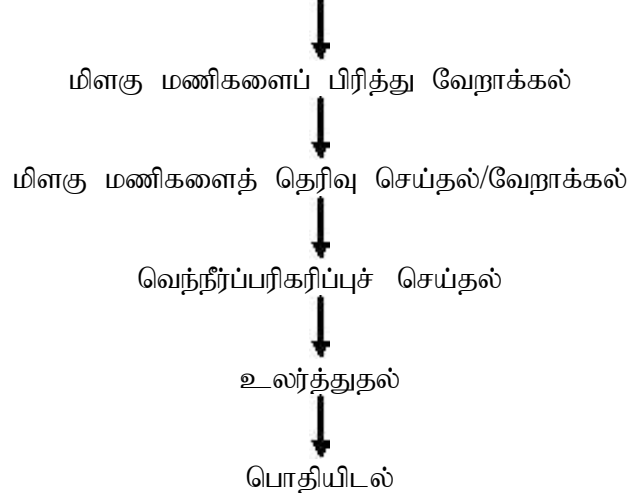 மிளகு மணிகளைப் பிரித்து வேறாக்கல்
மிளகு மணிகளைத் தெரிவு செய்தல்/வேறாக்கல்
வெந்நீர்ப்பரிகரிப்புச் செய்தல்
உலர்த்துதல்
பொதியிடல்